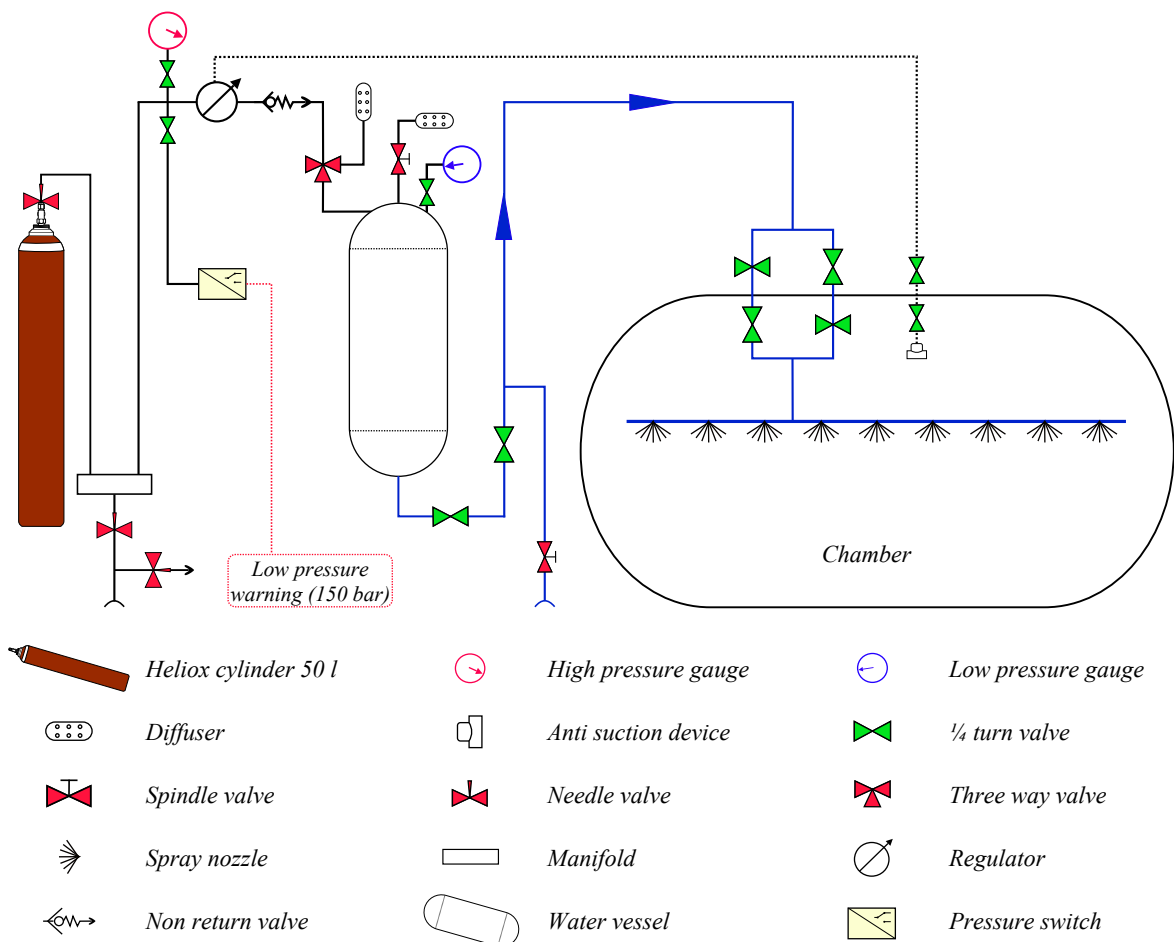 Chamber
Low pressure
warning (150 bar)
Heliox cylinder 50 l
High pressure gauge
Low pressure gauge
Diffuser
Anti suction device
¼ turn valve
Spindle valve
Needle valve
Three way valve
Spray nozzle
Manifold
Regulator
Non return valve
Water vessel
Pressure switch